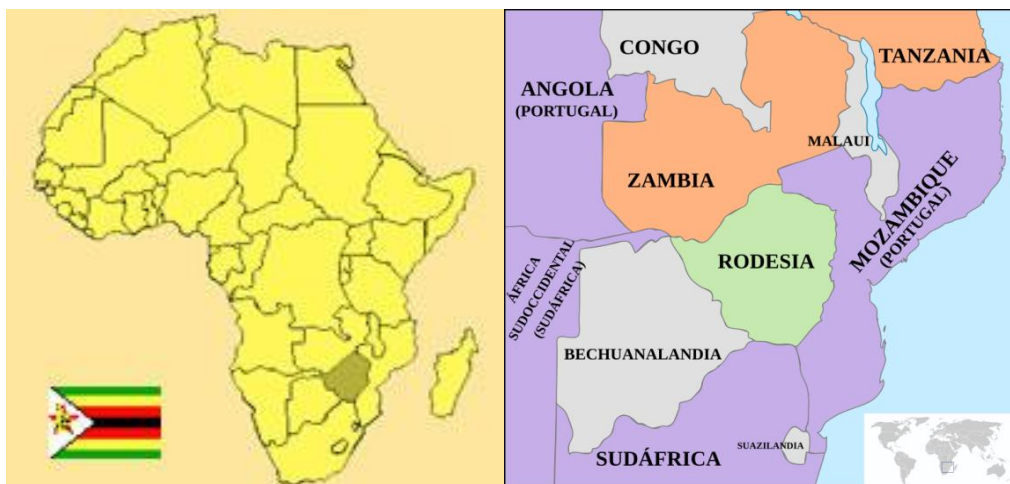 CONGO
TANZANIA
ANGOLA
(PORTUGAL)
MALAUI
ZAMBIA
MOZAMBIQUE
(PORTUGAL)
RODESIA
ÁFRICA
SUDOCCIDENTAL
(SUDÁFRICA)
BECHUANALANDIA
SUAZILANDIA
SUDÁFRICA